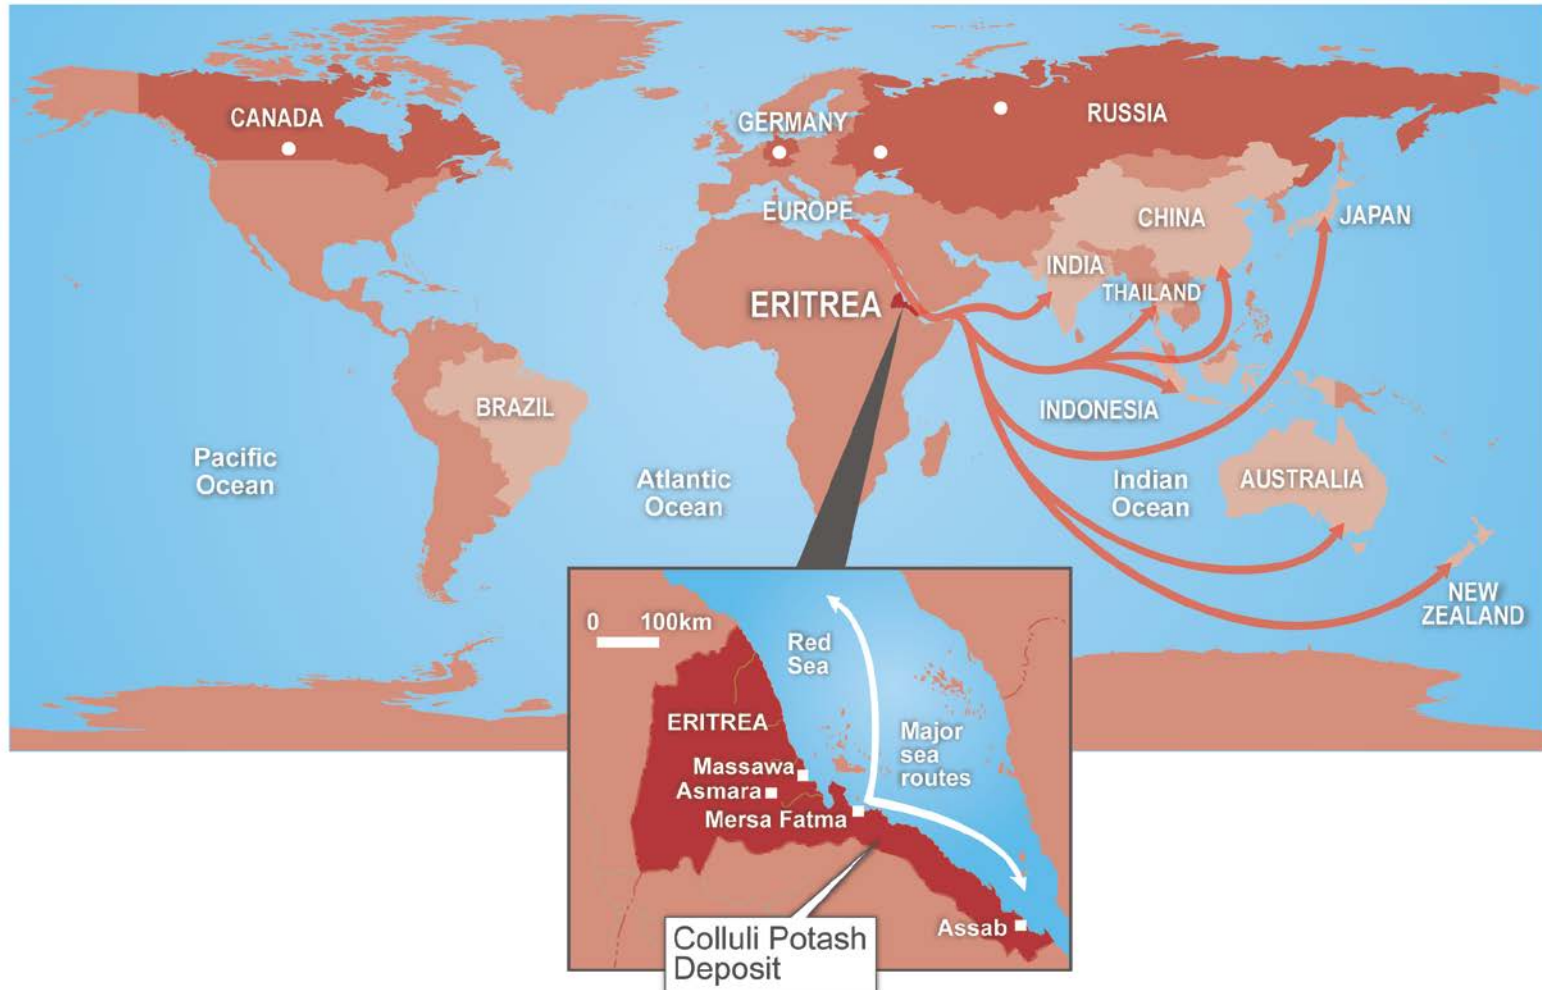 CANADA
GERMANY
RUSSIA
EUROPE
CHINA
JAPAN
INDIA
THAILAND
ERITREA
BRAZIL
INDONESIA
Pacific
Ocean
Atlantic
Ocean
Indian
Ocean
AUSTRALIA
NEW
ZEALAND
0 100km
Red
Sea
ERITREA
Major
sea
routes
Massawa
Asmara
Mersa Fatma
Assab
Colluli Potash
Deposit